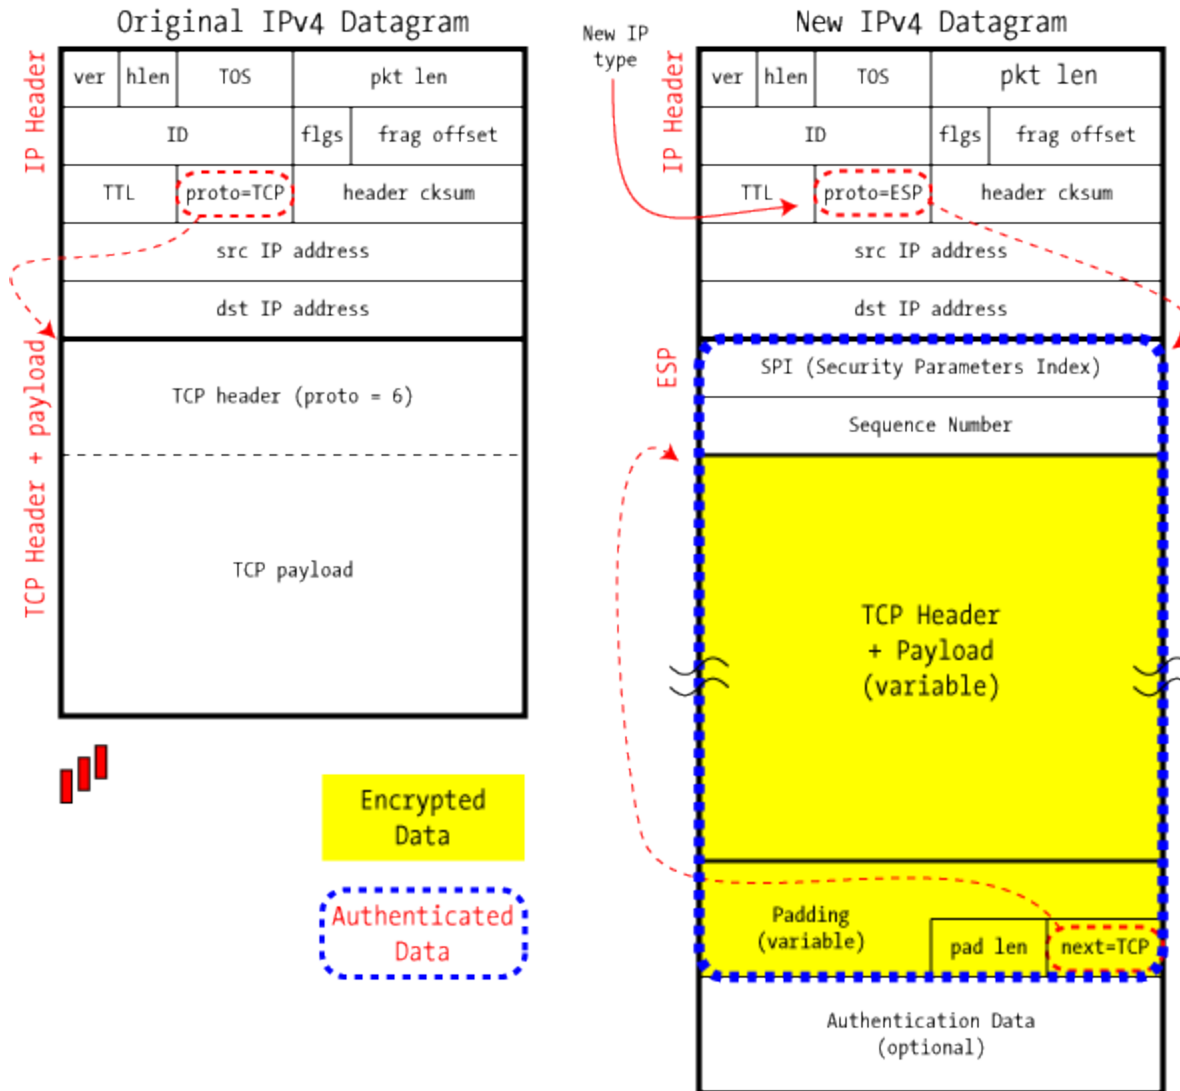 Original IPv4 Datagram
IP Header
ver hlen TOS pkt len
ID flgs frag offset
TTL proto=TCP header cksum
src IP address
dst IP address
TCP Header + payload
TCP header (proto = 6)
TCP payload
Encrypted
Data
Authenticated
Data
New IPv4 Datagram
New IP
type
IP Header
ver hlen TOS pkt len
ID flgs frag offset
TTL proto=ESP header cksum
src IP address
dst IP address
ESP
SPI (Security Parameters Index)
Sequence Number
TCP Header
+ Payload
(variable)
Padding
(variable)
pad len next=TCP
Authentication Data
(optional)